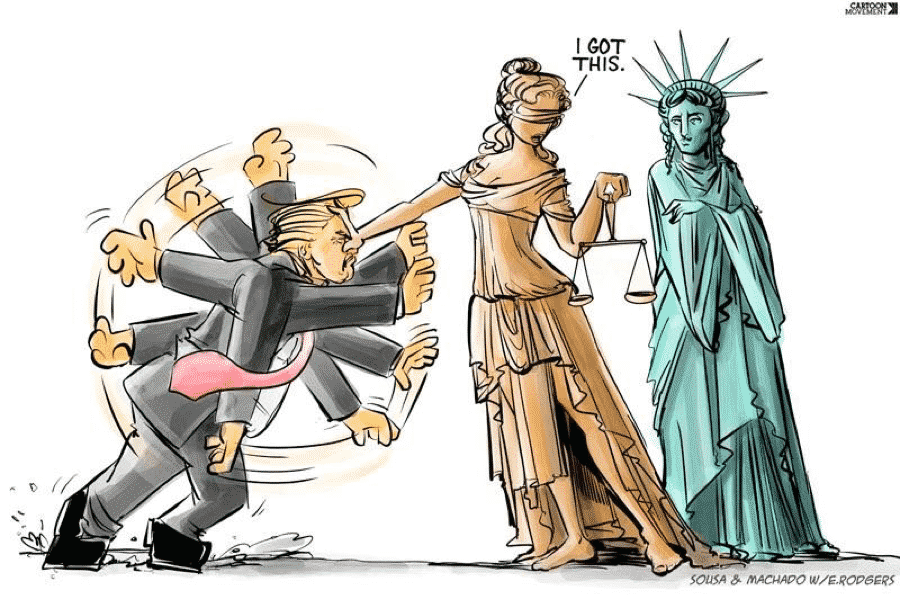 CARTOON
MOVEMENT
I GOT
THIS.
SOUSA & MACHADO W/E.RODGERS